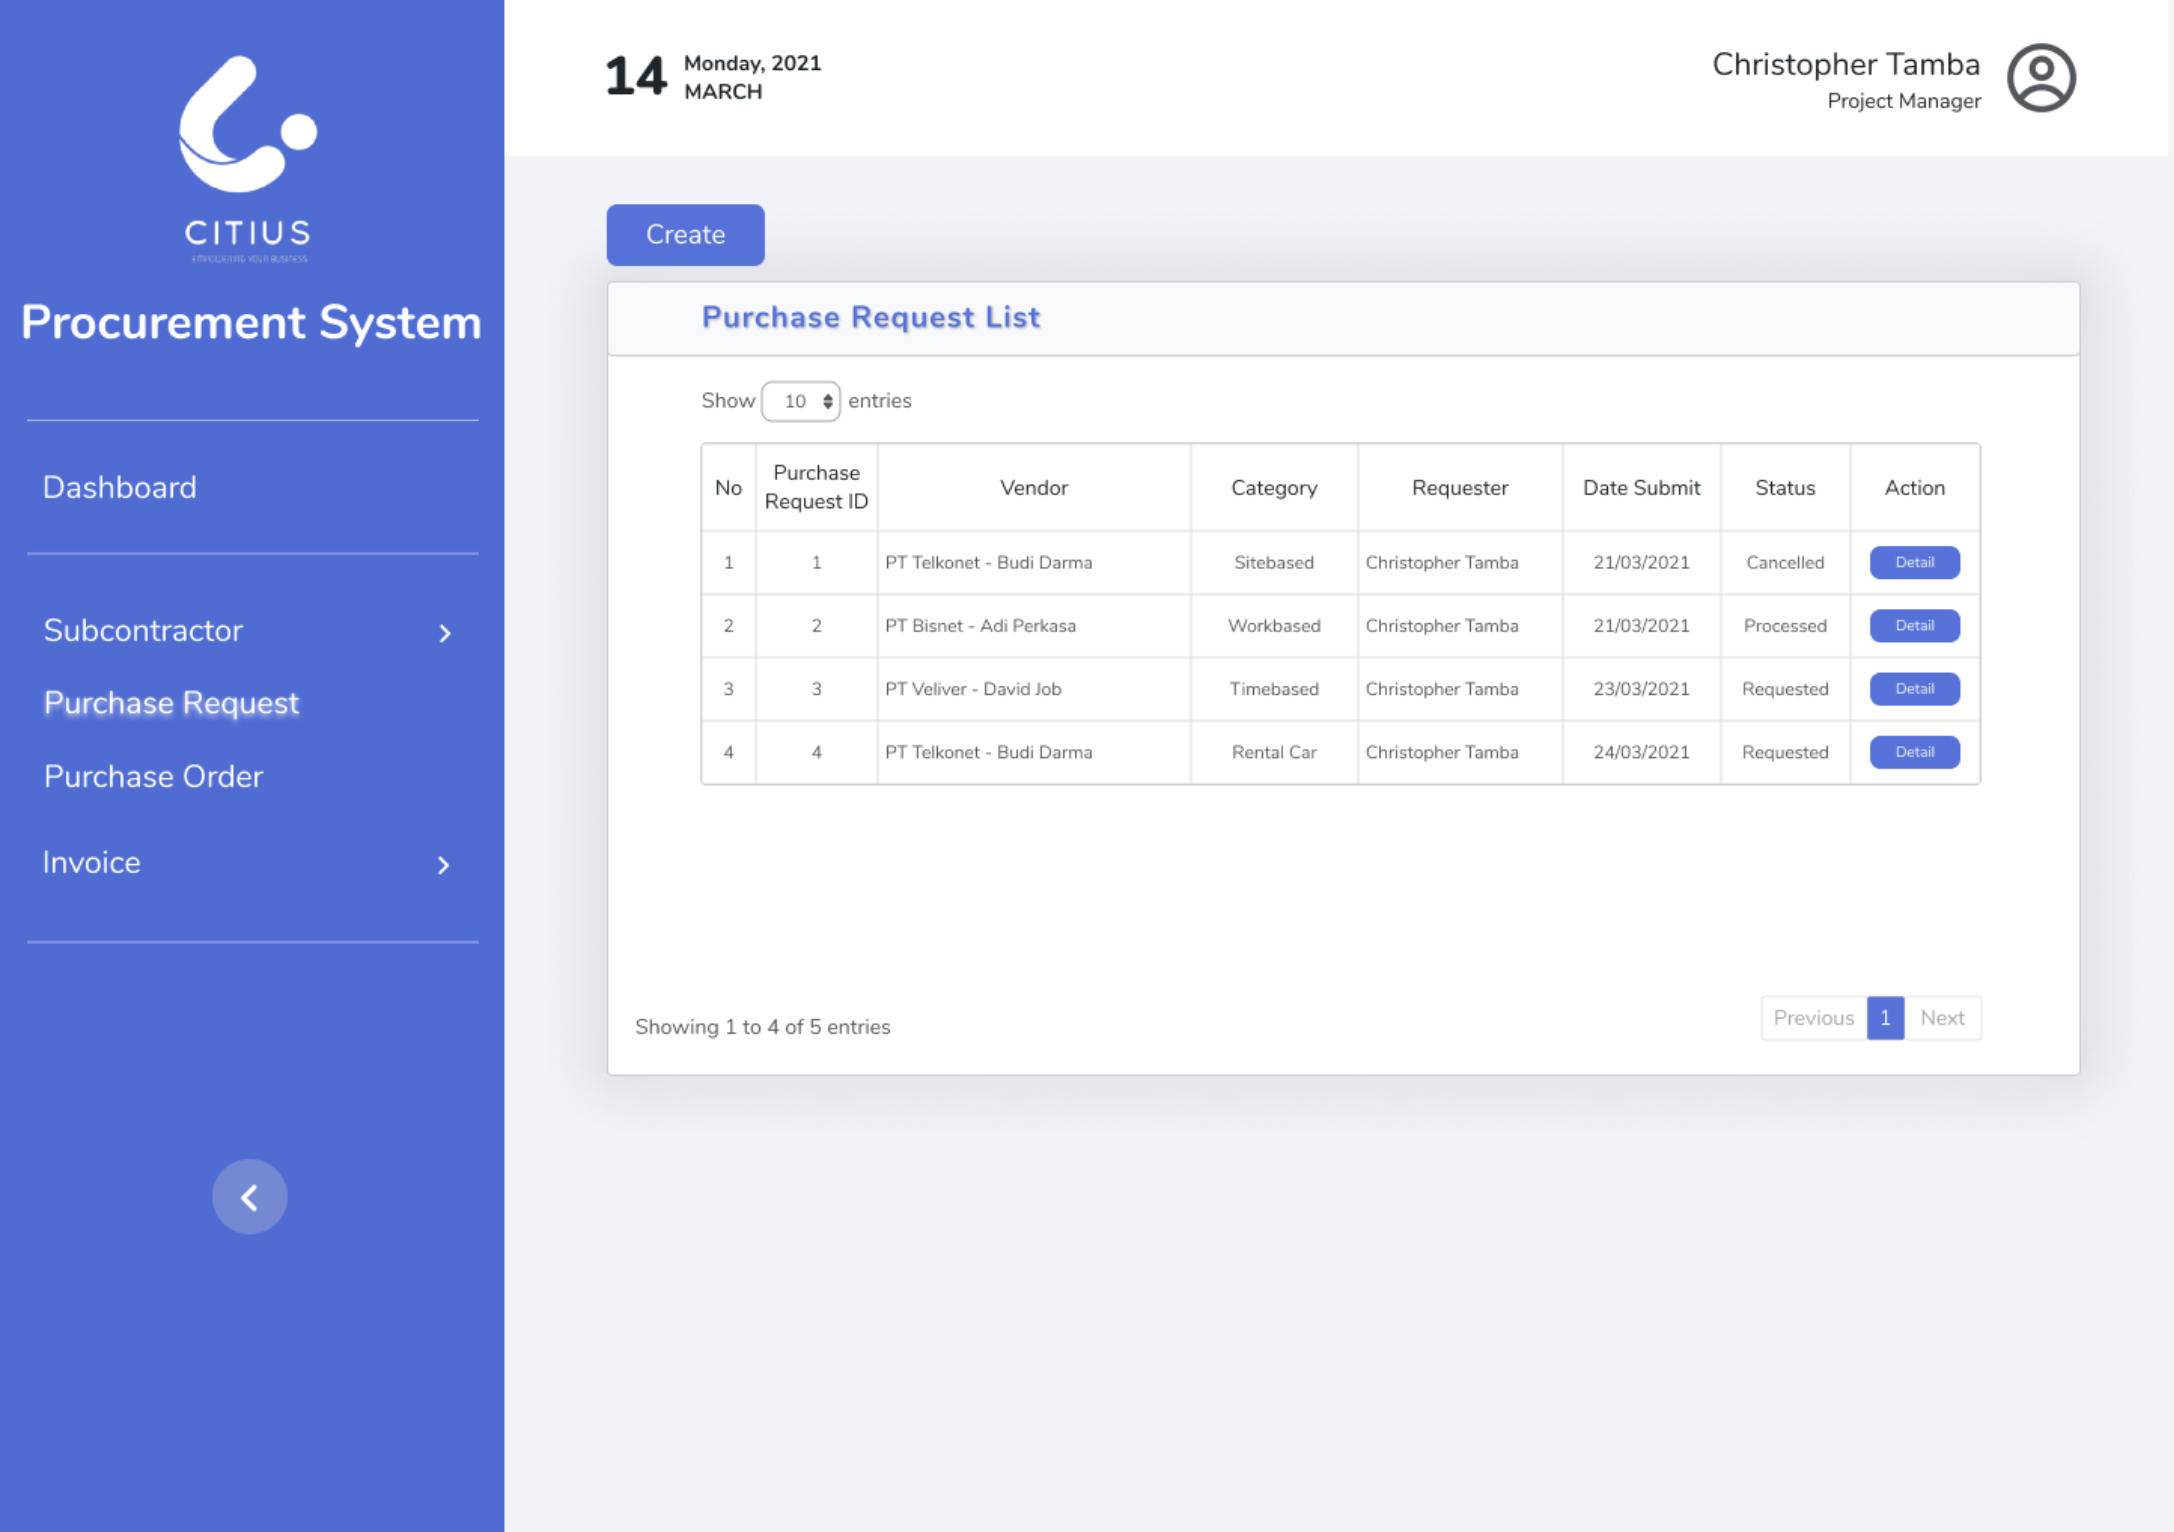 CITIUS
EMPOWERING YOUR BUSINESS
Procurement System
Dashboard
Subcontractor
Purchase Request
Purchase Order
Invoice
14
Monday, 2021
MARCH
Christopher Tamba
Project Manager
Create
Purchase Request List
Show 10 entries
No Purchase Request ID Vendor Category Requester Date Submit Status Action
1 1 PT Telkonet - Budi Darma Sitebased Christopher Tamba 21/03/2021 Cancelled Detail
2 2 PT Bisnet - Adi Perkasa Workbased Christopher Tamba 21/03/2021 Processed Detail
3 3 PT Veliver - David Job Timebased Christopher Tamba 23/03/2021 Requested Detail
4 4 PT Telkonet - Budi Darma Rental Car Christopher Tamba 24/03/2021 Requested Detail
Showing 1 to 4 of 5 entries
Previous 1 Next